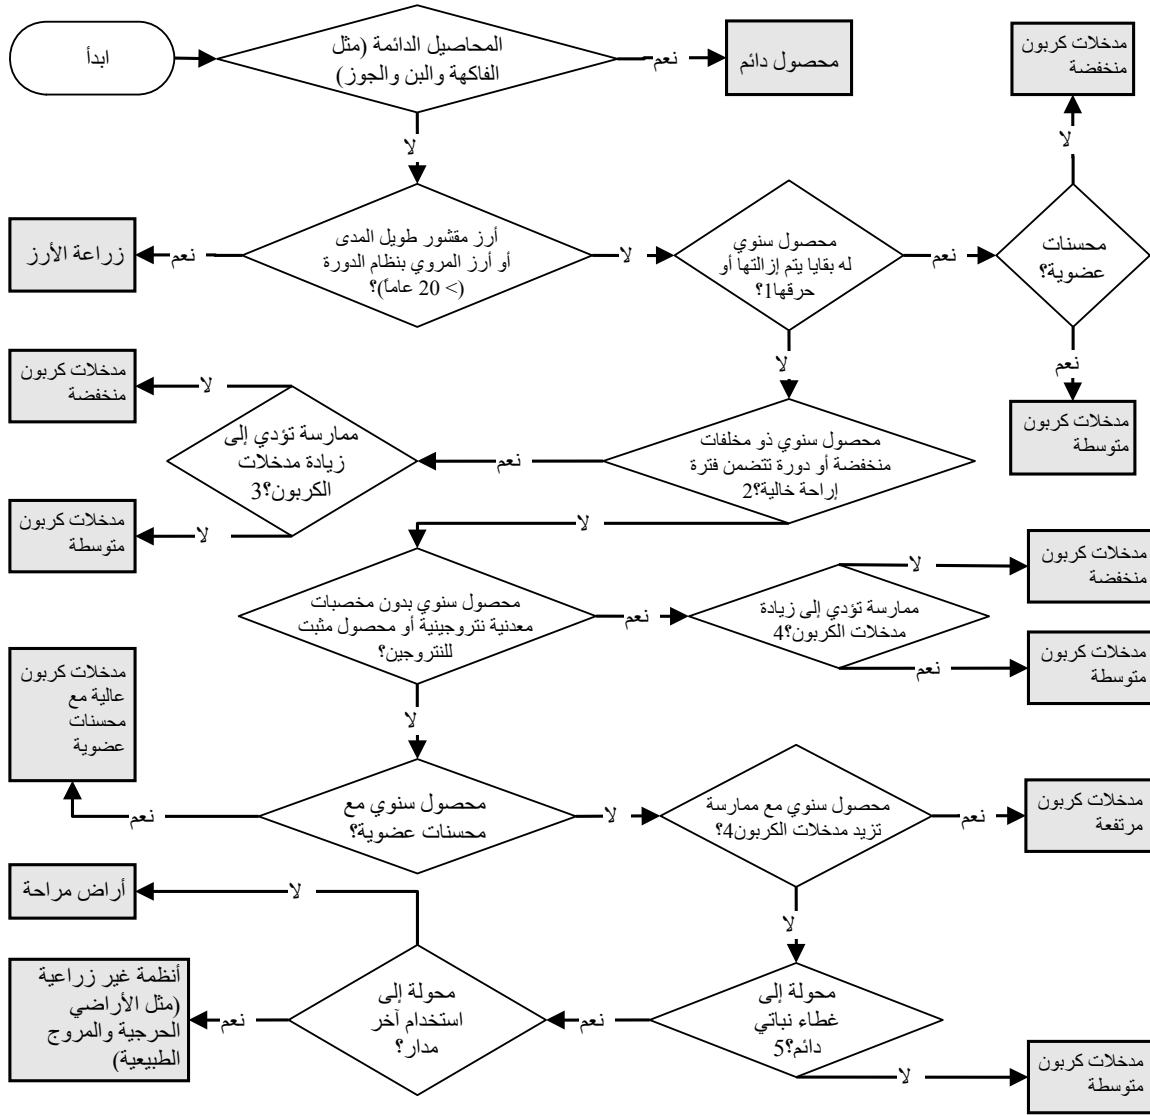 ابدأ
المحاصيل الدائمة (مثل
الفاكهة والبن والجوز)
نعم
محصول دائم
مدخلات كربون
منخفضة
لا
لا
زراعة الأرز
نعم
أرز مقشور طويل المدى
أو أرز المروي بنظام الدورة
(> 20 عاماً)؟
لا
محصول سنوي
له بقايا يتم إزالتها أو
حرقها1؟
نعم
محسنات
عضوية؟
نعم
مدخلات كربون
متوسطة
لا
مدخلات كربون
منخفضة
لا
ممارسة تؤدي إلى
زيادة مدخلات
الكربون؟3
نعم
محصول سنوي ذو مخلفات
منخفضة أو دورة تتضمن فترة
إراحة خالية؟2
مدخلات كربون
متوسطة
لا
لا
محصول سنوي بدون مخصبات
معدنية نتروجينية أو محصول مثبت
للنتروجين؟
نعم
ممارسة تؤدي إلى زيادة
مدخلات الكربون؟4
لا
مدخلات كربون
منخفضة
نعم
مدخلات كربون
متوسطة
لا
مدخلات كربون
عالية مع
محسنات
عضوية
نعم
محصول سنوي مع
محسنات عضوية؟
لا
محصول سنوي مع ممارسة
تزيد مدخلات الكربون4؟
نعم
مدخلات كربون
مرتفعة
لا
أراض مراحة
لا
أنظمة غير زراعية
(مثل الأراضي
الحرجية والمروج
الطبيعية)
نعم
محولة إلى
استخدام آخر
مدار؟
نعم
محولة إلى
غطاء نباتي
دائم؟5
لا
مدخلات كربون
متوسطة